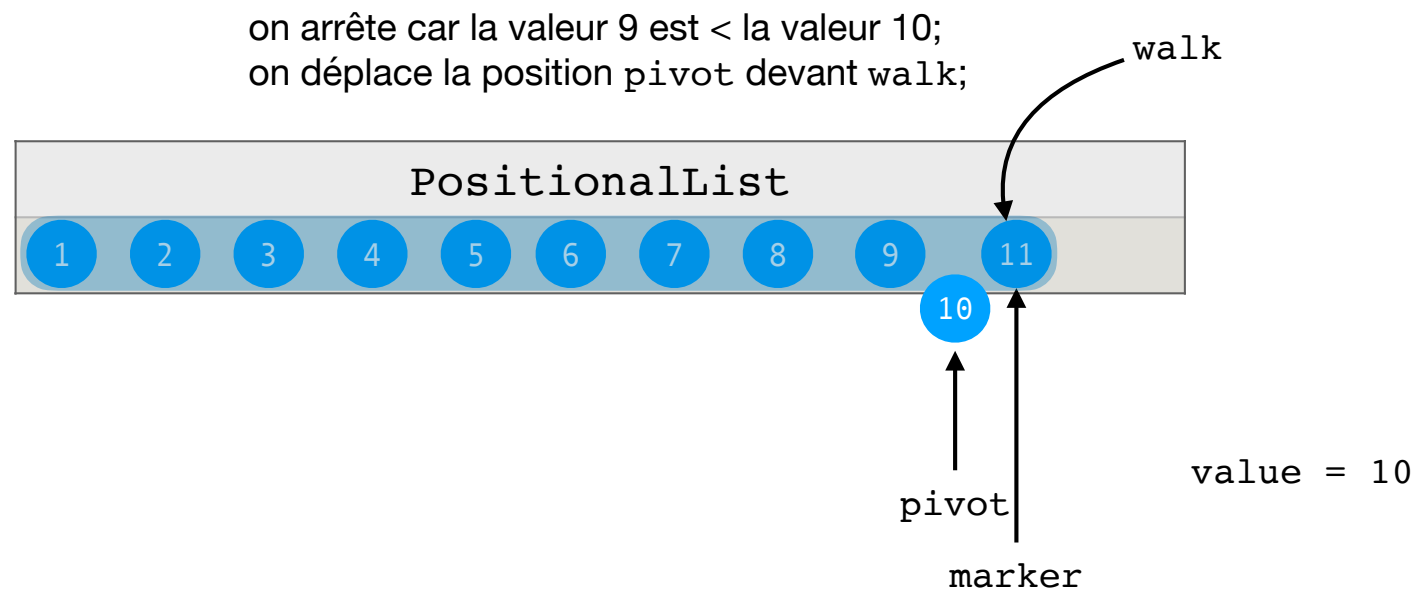 on arrête car la valeur 9 est < la valeur 10;
on déplace la position pivot devant walk;
walk
PositionalList
1 2 3 4 5 6 7 8 9 11
10
value = 10
pivot
marker